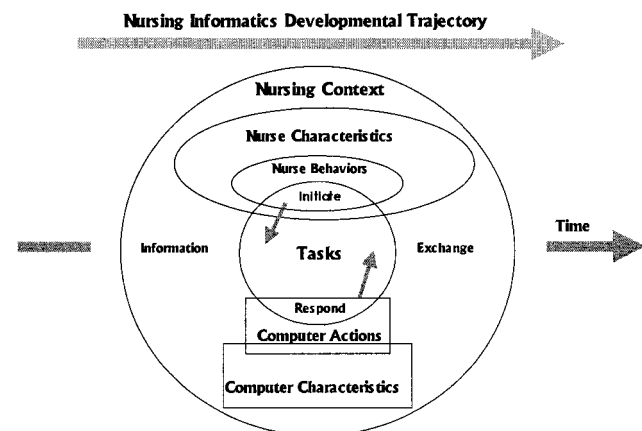 Nursing Informatics Developmental Trajectory
Nursing Context
Nurse Characteristics
Nurse Behaviors
Initiate
Time
Information
Tasks
Exchange
Respond
Computer Actions
Computer Characteristics